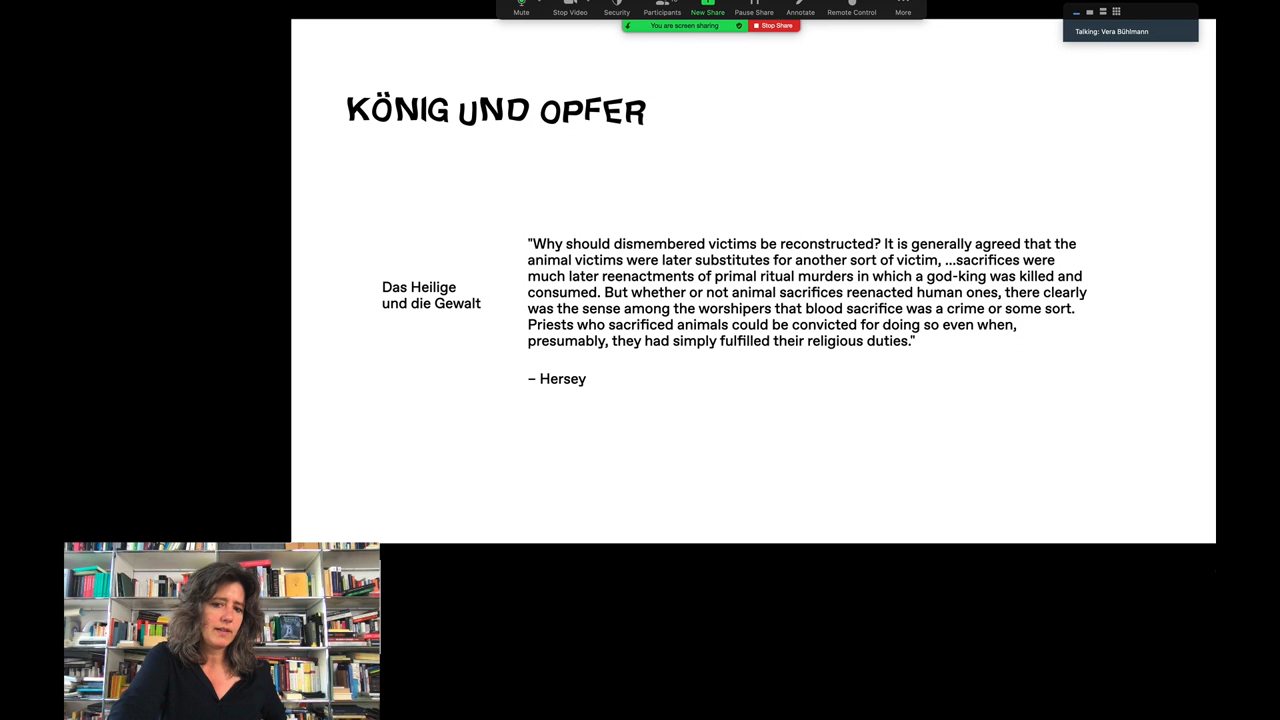 Mute Stop Video Security Participants New Share Pause Share Annotate Remote Control More
You are screen sharing Stop Share
Talking: Vera Bühlmann
KÖNIG UND OPFER
Das Heilige
und die Gewalt
"Why should dismembered victims be reconstructed? It is generally agreed that the
animal victims were later substitutes for another sort of victim, ...sacrifices were
much later reenactments of primal ritual murders in which a god-king was killed and
consumed. But whether or not animal sacrifices reenacted human ones, there clearly
was the sense among the worshipers that blood sacrifice was a crime or some sort.
Priests who sacrificed animals could be convicted for doing so even when,
presumably, they had simply fulfilled their religious duties."
– Hersey